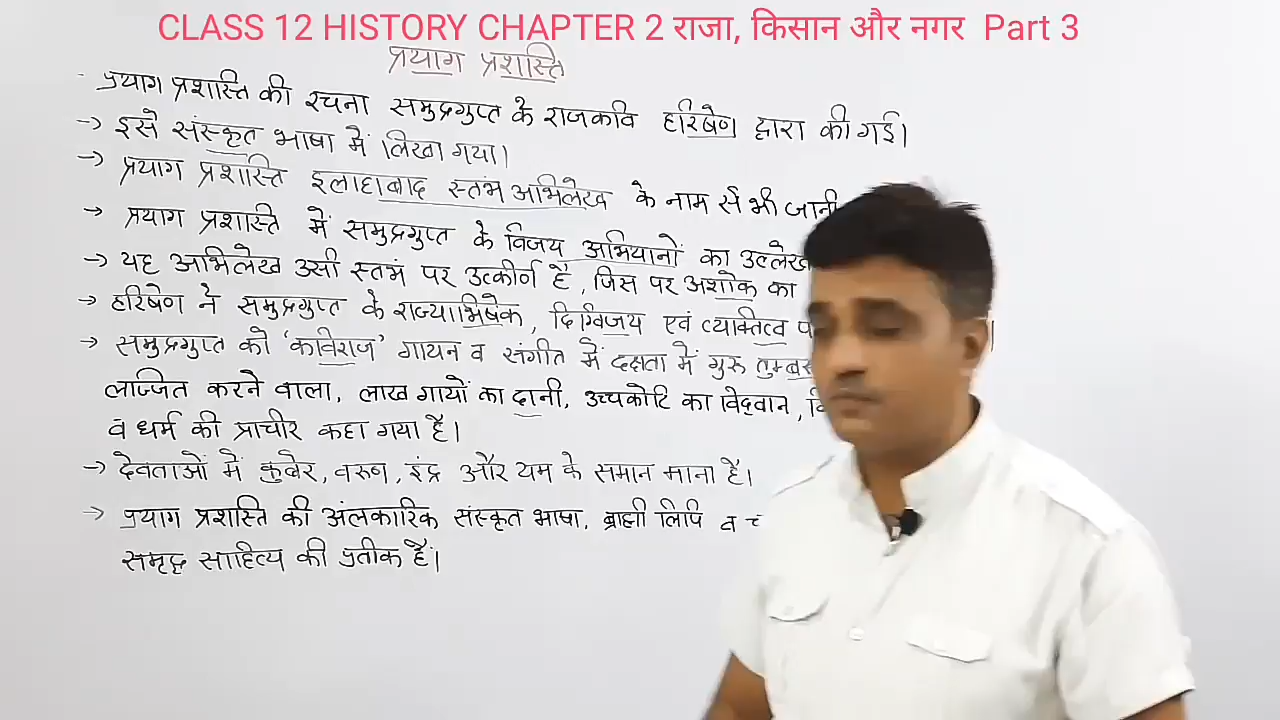 CLASS 12 HISTORY CHAPTER 2 राजा, किसान और नगर Part 3
प्रयाग प्रशस्ति
प्रयाग प्रशस्ति की रचना समुद्रगुप्त के राजकवि हरिषेण द्वारा की गई।
→ इसे संस्कृत भाषा में लिखा गया।
→ प्रयाग प्रशस्ति इलाहाबाद स्तंभ अभिलेख के नाम से भी जानी
→ प्रयाग प्रशस्ति में समुद्रगुप्त के विजय अभियानों का उल्लेख
→ यह अभिलेख उसी स्तभं पर उत्कीर्ण है, जिस पर अशोक का
→ हरिषेण ने समुद्रगुप्त के राज्याभिषेक, दिग्विजय एवं व्यक्तित्व
→ समुद्रगुप्त को 'कविराज' गायन व संगीत में दक्षता में गुरू
लज्जित करने वाला, लाख गायों का दानी, उच्चकोटि का विद्वान,
व धर्म की प्राचीर कहा गया है।
→ देवताओं में कुबेर, वरुण, इंद्र और यम के समान माना है।
→ प्रयाग प्रशस्ति की अंलकारिक संस्कृत भाषा, ब्राह्मी लिपि व
समृद्ध साहित्य की प्रतीक है।